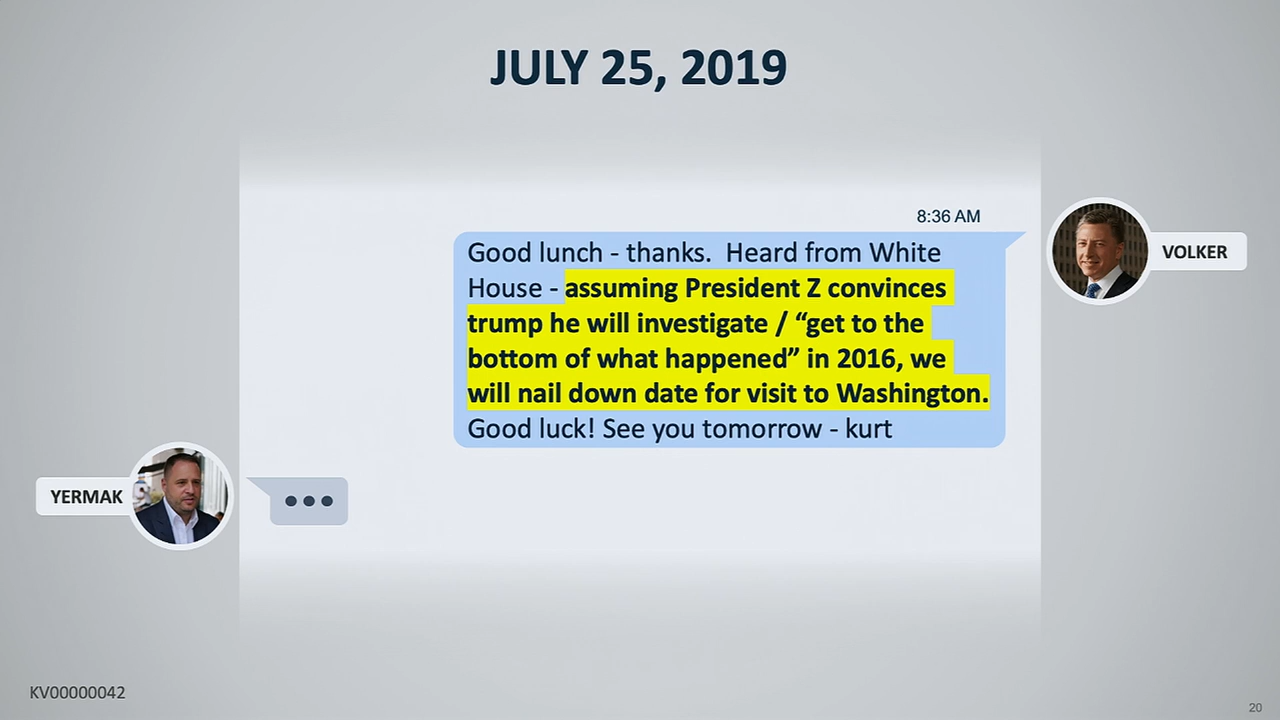 JULY 25, 2019
8:36 AM
VOLKER
Good lunch - thanks. Heard from White
House - assuming President Z convinces
trump he will investigate / “get to the
bottom of what happened” in 2016, we
will nail down date for visit to Washington.
Good luck! See you tomorrow - kurt
YERMAK
KV00000042
20